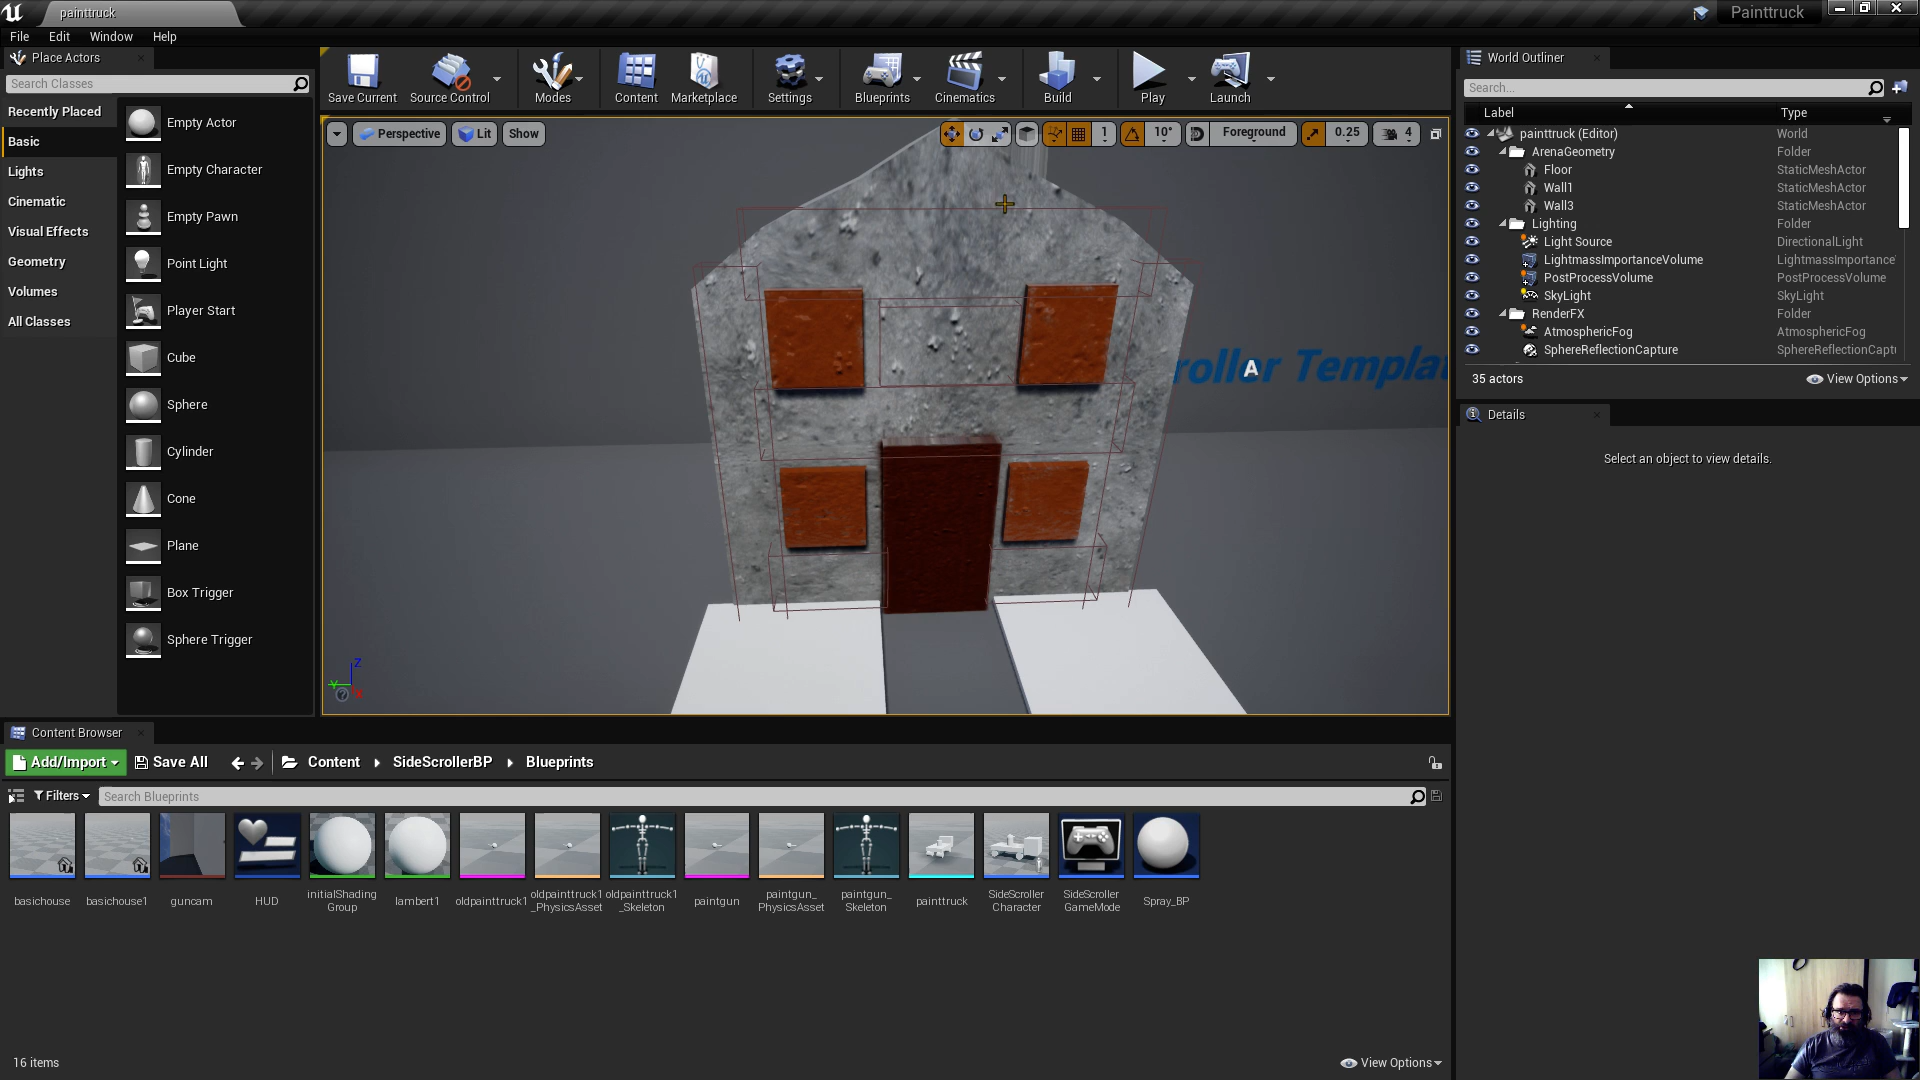 painttruck
Painttruck
File Edit Window Help
Place Actors
Search Classes
Recently Placed
Basic
Lights
Cinematic
Visual Effects
Geometry
Volumes
All Classes
Empty Actor
Empty Character
Empty Pawn
Point Light
Player Start
Cube
Sphere
Cylinder
Cone
Plane
Box Trigger
Sphere Trigger
Save Current
Source Control
Modes
Content
Marketplace
Settings
Blueprints
Cinematics
Build
Play
Launch
Perspective
Lit
Show
1
10°
Foreground
0.25
4
roller Templat
A
Z
Y
X
World Outliner
Search...
Label Type
painttruck (Editor) World
ArenaGeometry Folder
Floor StaticMeshActor
Wall1 StaticMeshActor
Wall3 StaticMeshActor
Lighting Folder
Light Source DirectionalLight
LightmassImportanceVolume LightmassImportance
PostProcessVolume PostProcessVolume
SkyLight SkyLight
RenderFX Folder
AtmosphericFog AtmosphericFog
SphereReflectionCapture SphereReflectionCapt
35 actors
View Options
Details
Select an object to view details.
Content Browser
Add/Import
Save All
Content
SideScrollerBP
Blueprints
Filters
Search Blueprints
basichouse
basichouse1
guncam
HUD
initialShading
Group
lambert1
oldpainttruck1
oldpainttruck1
_PhysicsAsset
oldpainttruck1
_Skeleton
paintgun
paintgun_
PhysicsAsset
paintgun_
Skeleton
painttruck
SideScroller
Character
SideScroller
GameMode
Spray_BP
16 items
View Options